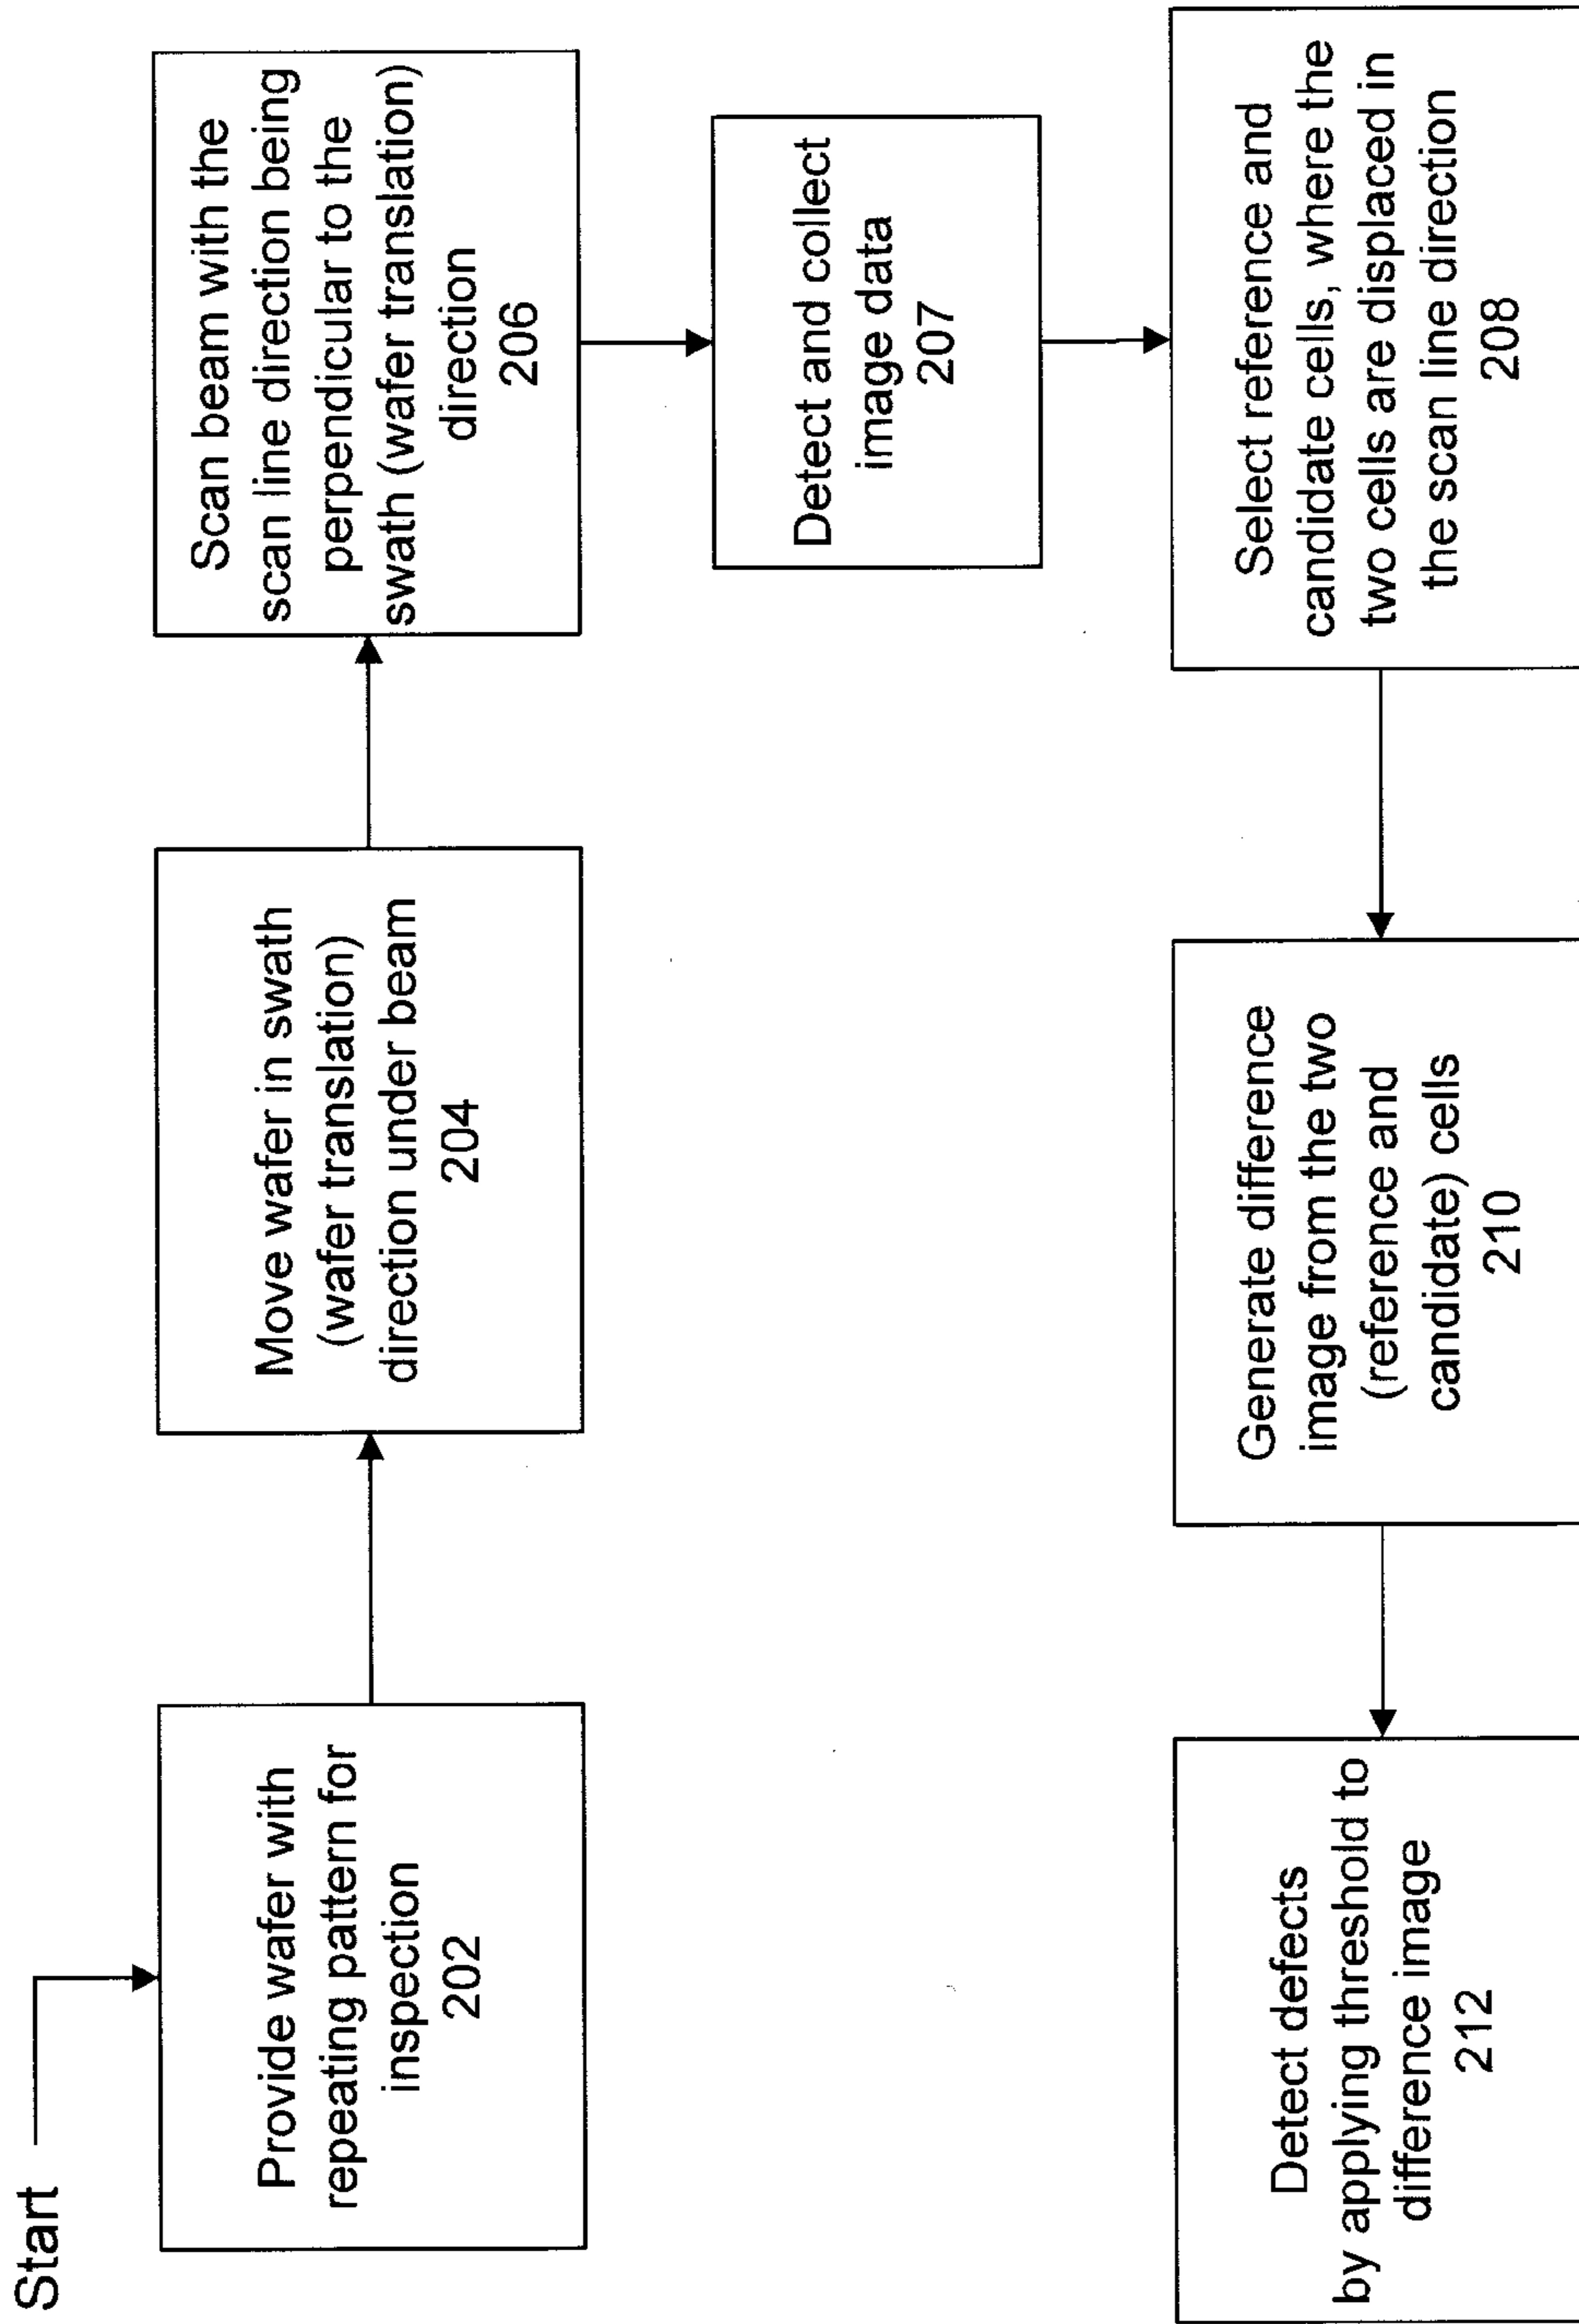 Start
Provide wafer with
repeating pattern for
inspection
202
Move wafer in swath
(wafer translation)
direction under beam
204
Scan beam with the
scan line direction being
perpendicular to the
swath (wafer translation)
direction
206
Detect and collect
image data
207
Select reference and
candidate cells, where the
two cells are displaced in
the scan line direction
208
Generate difference
image from the two
(reference and
candidate) cells
210
Detect defects
by applying threshold to
difference image
212